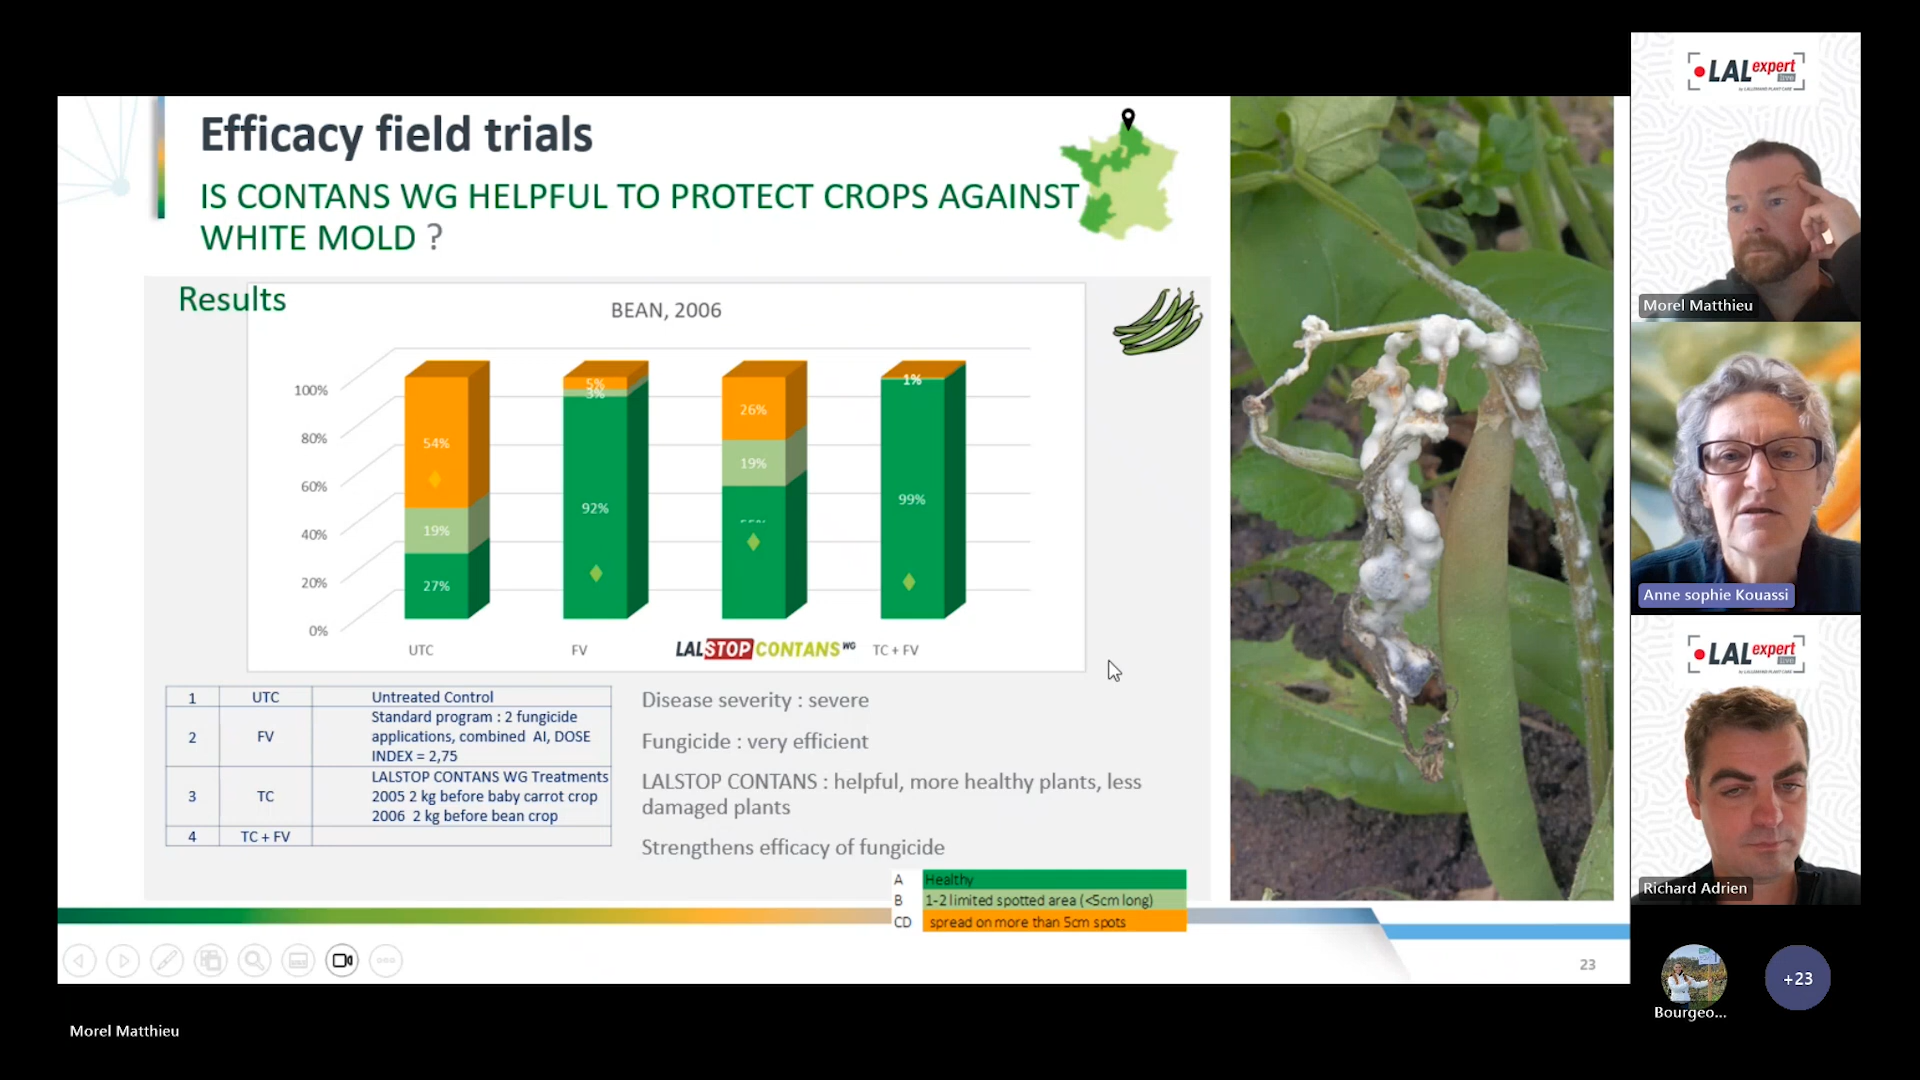 Efficacy field trials
IS CONTANS WG HELPFUL TO PROTECT CROPS AGAINST
WHITE MOLD ?
Results
BEAN, 2006
100%
80%
60%
40%
20%
0%
54%
19%
27%
5%
3%
92%
26%
19%
1%
99%
UTC
FV
LALSTOP CONTANS WG
TC + FV
1 UTC Untreated Control
2 FV Standard program : 2 fungicide
applications, combined AI, DOSE
INDEX = 2,75
3 TC LALSTOP CONTANS WG Treatments
2005 2 kg before baby carrot crop
2006 2 kg before bean crop
4 TC + FV
Disease severity : severe
Fungicide : very efficient
LALSTOP CONTANS : helpful, more healthy plants, less
damaged plants
Strengthens efficacy of fungicide
A Healthy
B 1-2 limited spotted area (<5cm long)
CD spread on more than 5cm spots
23
LAL expert
Morel Matthieu
Anne sophie Kouassi
LAL expert
Richard Adrien
Bourgeo...
+23
Morel Matthieu